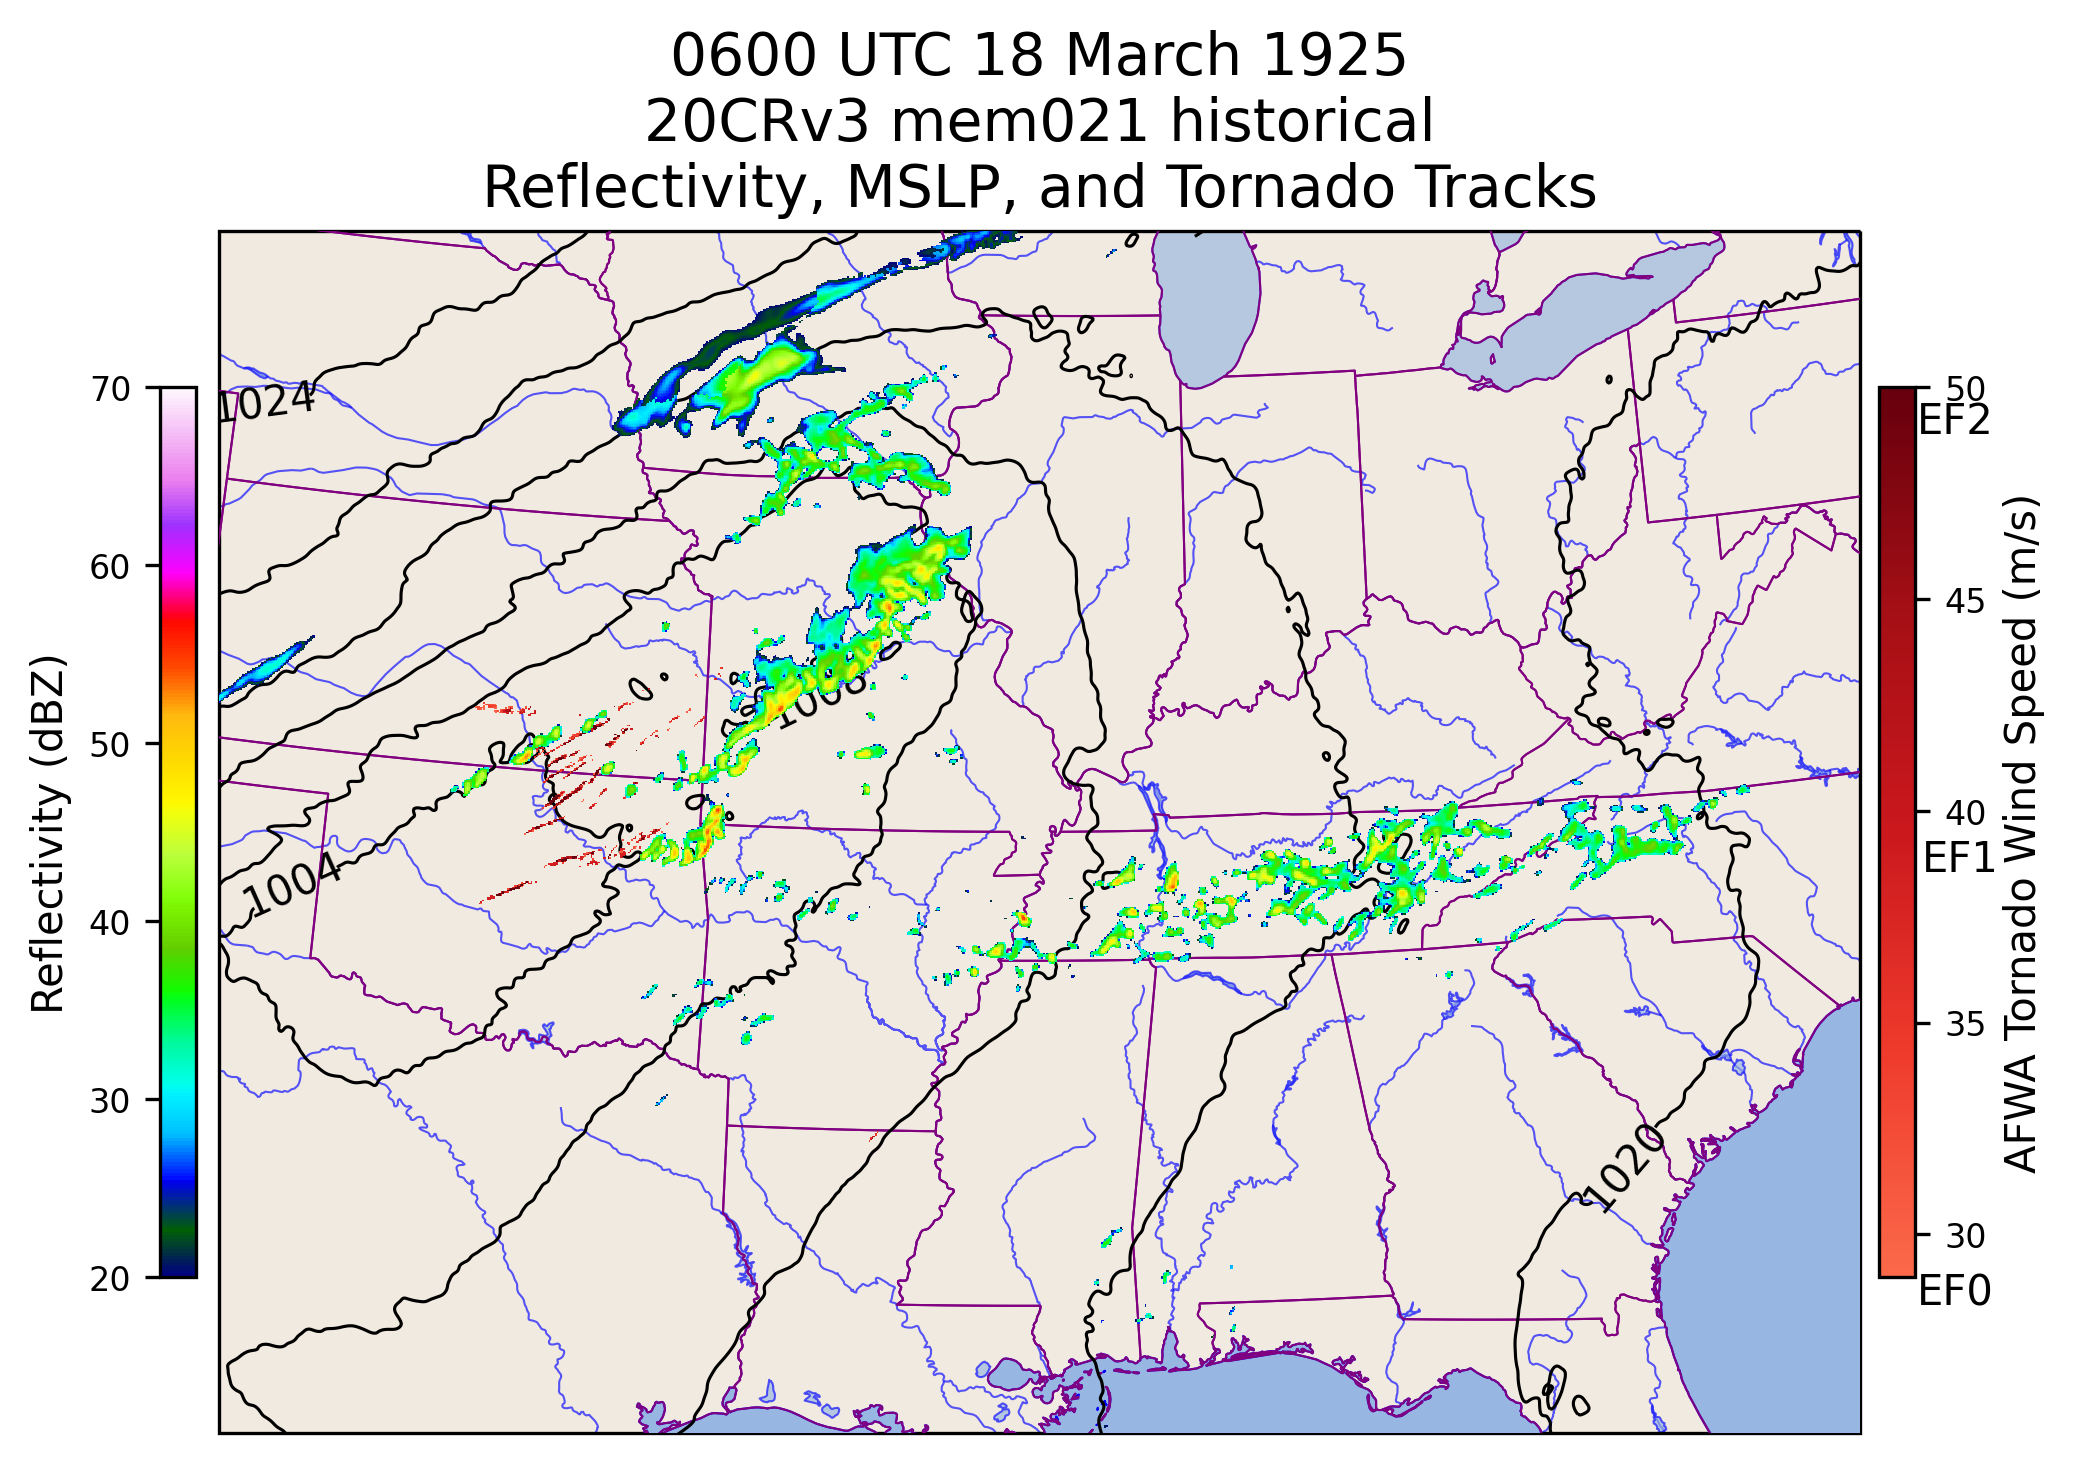 0600 UTC 18 March 1925
20CRv3 mem021 historical
Reflectivity, MSLP, and Tornado Tracks
Reflectivity (dBZ)
70
60
50
40
30
20
1024
1004
1008
1020
50
EF2
45
40
EF1
35
30
EF0
AFWA Tornado Wind Speed (m/s)